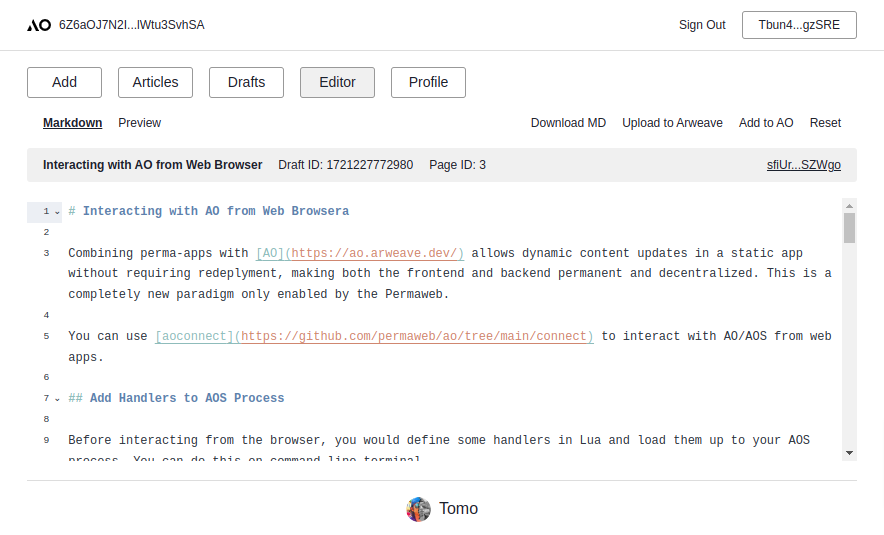 AO 6Z6aOJ7N2I...lWtu3SvhSA Sign Out Tbun4...gzSRE
Add Articles Drafts Editor Profile
Markdown Preview Download MD Upload to Arweave Add to AO Reset
Interacting with AO from Web Browser Draft ID: 1721227772980 Page ID: 3 sfiUr...SZWgo
1 # Interacting with AO from Web Browsera
2
3 Combining perma-apps with [AO](https://ao.arweave.dev/) allows dynamic content updates in a static app
without requiring redeplyment, making both the frontend and backend permanent and decentralized. This is a
completely new paradigm only enabled by the Permaweb.
4
5 You can use [aoconnect](https://github.com/permaweb/ao/tree/main/connect) to interact with AO/AOS from web
apps.
6
7 ## Add Handlers to AOS Process
8
9 Before interacting from the browser, you would define some handlers in Lua and load them up to your AOS
process. You can do this on command line terminal
Tomo